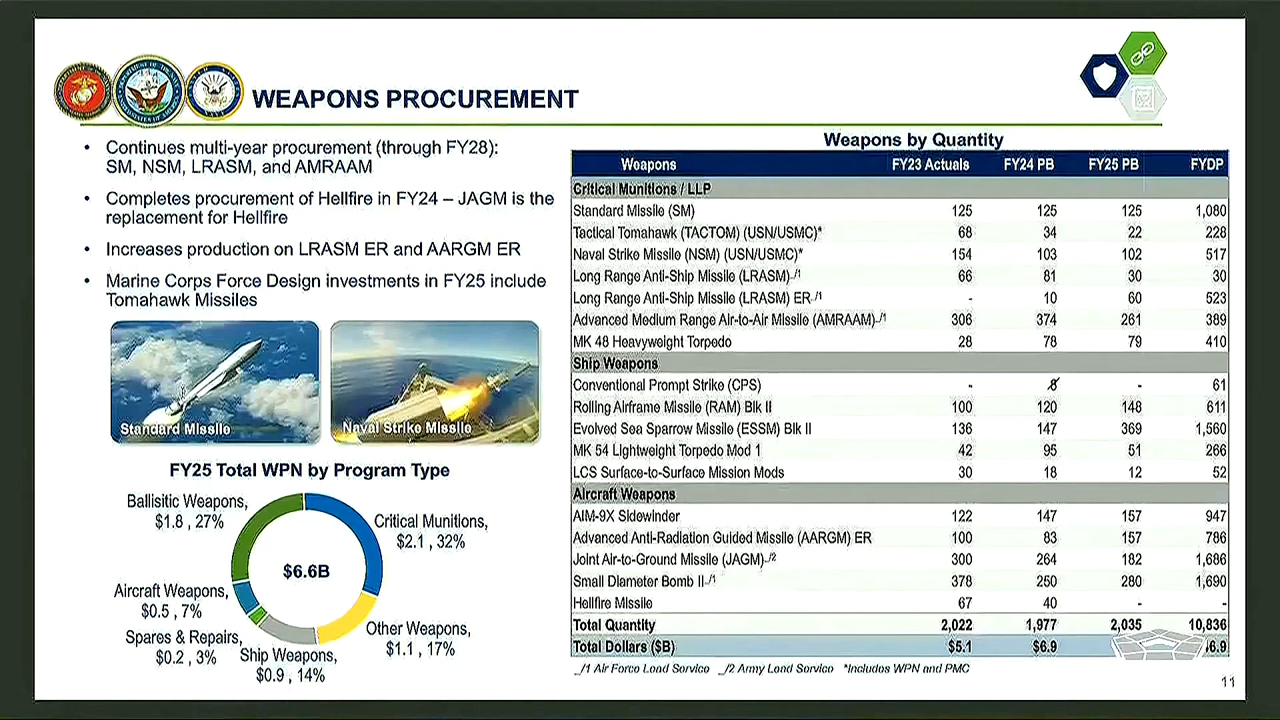 WEAPONS PROCUREMENT
• Continues multi-year procurement (through FY28):
SM, NSM, LRASM, and AMRAAM
• Completes procurement of Hellfire in FY24 – JAGM is the
replacement for Hellfire
• Increases production on LRASM ER and AARGM ER
• Marine Corps Force Design investments in FY25 include
Tomahawk Missiles
Standard Missile
Naval Strike Missile
FY25 Total WPN by Program Type
Ballisitic Weapons,
$1.8 , 27%
Critical Munitions,
$2.1 , 32%
$6.6B
Aircraft Weapons,
$0.5 , 7%
Spares & Repairs,
$0.2 , 3%
Ship Weapons,
$0.9 , 14%
Other Weapons,
$1.1 , 17%
Weapons by Quantity
Weapons FY23 Actuals FY24 PB FY25 PB FYDP
Critical Munitions / LLP
Standard Missile (SM) 125 125 125 1,080
Tactical Tomahawk (TACTOM) (USN/USMC)* 68 34 22 228
Naval Strike Missile (NSM) (USN/USMC)* 154 103 102 517
Long Range Anti-Ship Missile (LRASM)_/1 66 81 30 30
Long Range Anti-Ship Missile (LRASM) ER_/1 - 10 60 523
Advanced Medium Range Air-to-Air Missile (AMRAAM)_/1 306 374 261 389
MK 48 Heavyweight Torpedo 28 78 79 410
Ship Weapons
Conventional Prompt Strike (CPS) - 8 - 61
Rolling Airframe Missile (RAM) Blk II 100 120 148 611
Evolved Sea Sparrow Missile (ESSM) Blk II 136 147 369 1,560
MK 54 Lightweight Torpedo Mod 1 42 95 51 266
LCS Surface-to-Surface Mission Mods 30 18 12 52
Aircraft Weapons
AIM-9X Sidewinder 122 147 157 947
Advanced Anti-Radiation Guided Missile (AARGM) ER 100 83 157 786
Joint Air-to-Ground Missile (JAGM)_/2 300 264 182 1,686
Small Diameter Bomb II_/1 378 250 280 1,690
Hellfire Missile 67 40 - -
Total Quantity 2,022 1,977 2,035 10,836
Total Dollars ($B) $5.1 $6.9
_/1 Air Force Lead Service _/2 Army Lead Service *Includes WPN and PMC
11